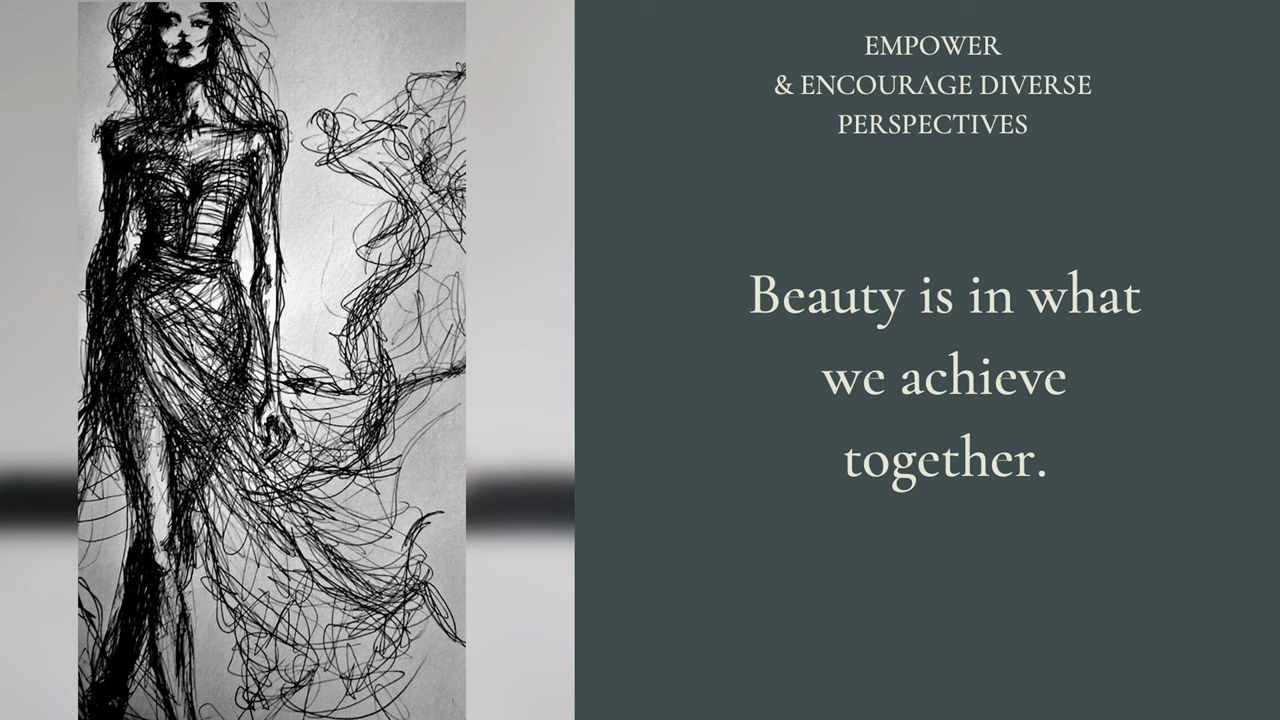 EMPOWER
& ENCOURAGE DIVERSE
PERSPECTIVES
Beauty is in what
we achieve
together.